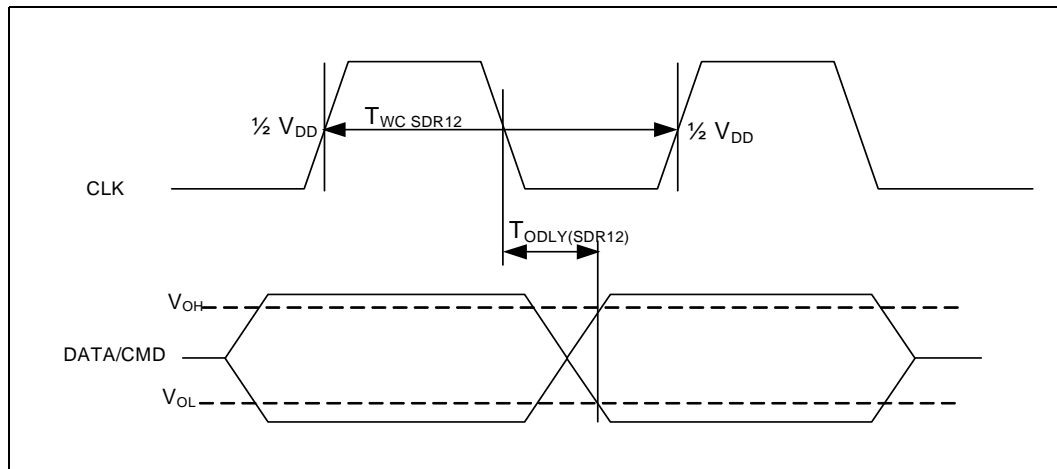 ½ VDD
TWC SDR12
½ VDD
CLK
TODLY(SDR12)
VOH
DATA/CMD
VOL